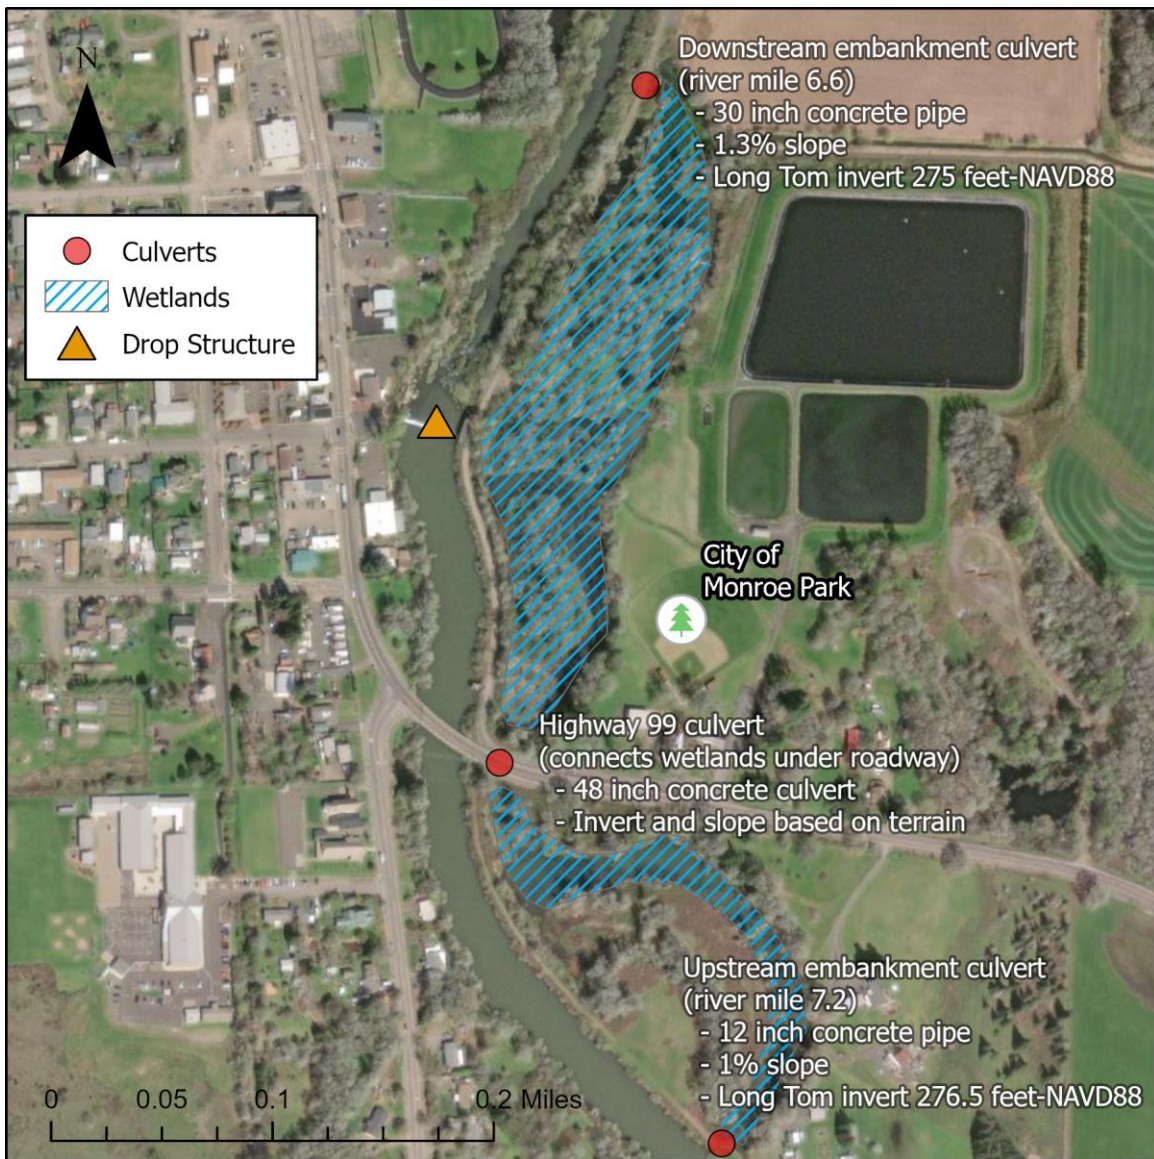 N
Downstream embankment culvert
(river mile 6.6)
- 30 inch concrete pipe
- 1.3% slope
- Long Tom invert 275 feet-NAVD88
Culverts
Wetlands
Drop Structure
City of
Monroe Park
Highway 99 culvert
(connects wetlands under roadway)
- 48 inch concrete culvert
- Invert and slope based on terrain
Upstream embankment culvert
(river mile 7.2)
- 12 inch concrete pipe
- 1% slope
- Long Tom invert 276.5 feet-NAVD88
0 0.05 0.1 0.2 Miles